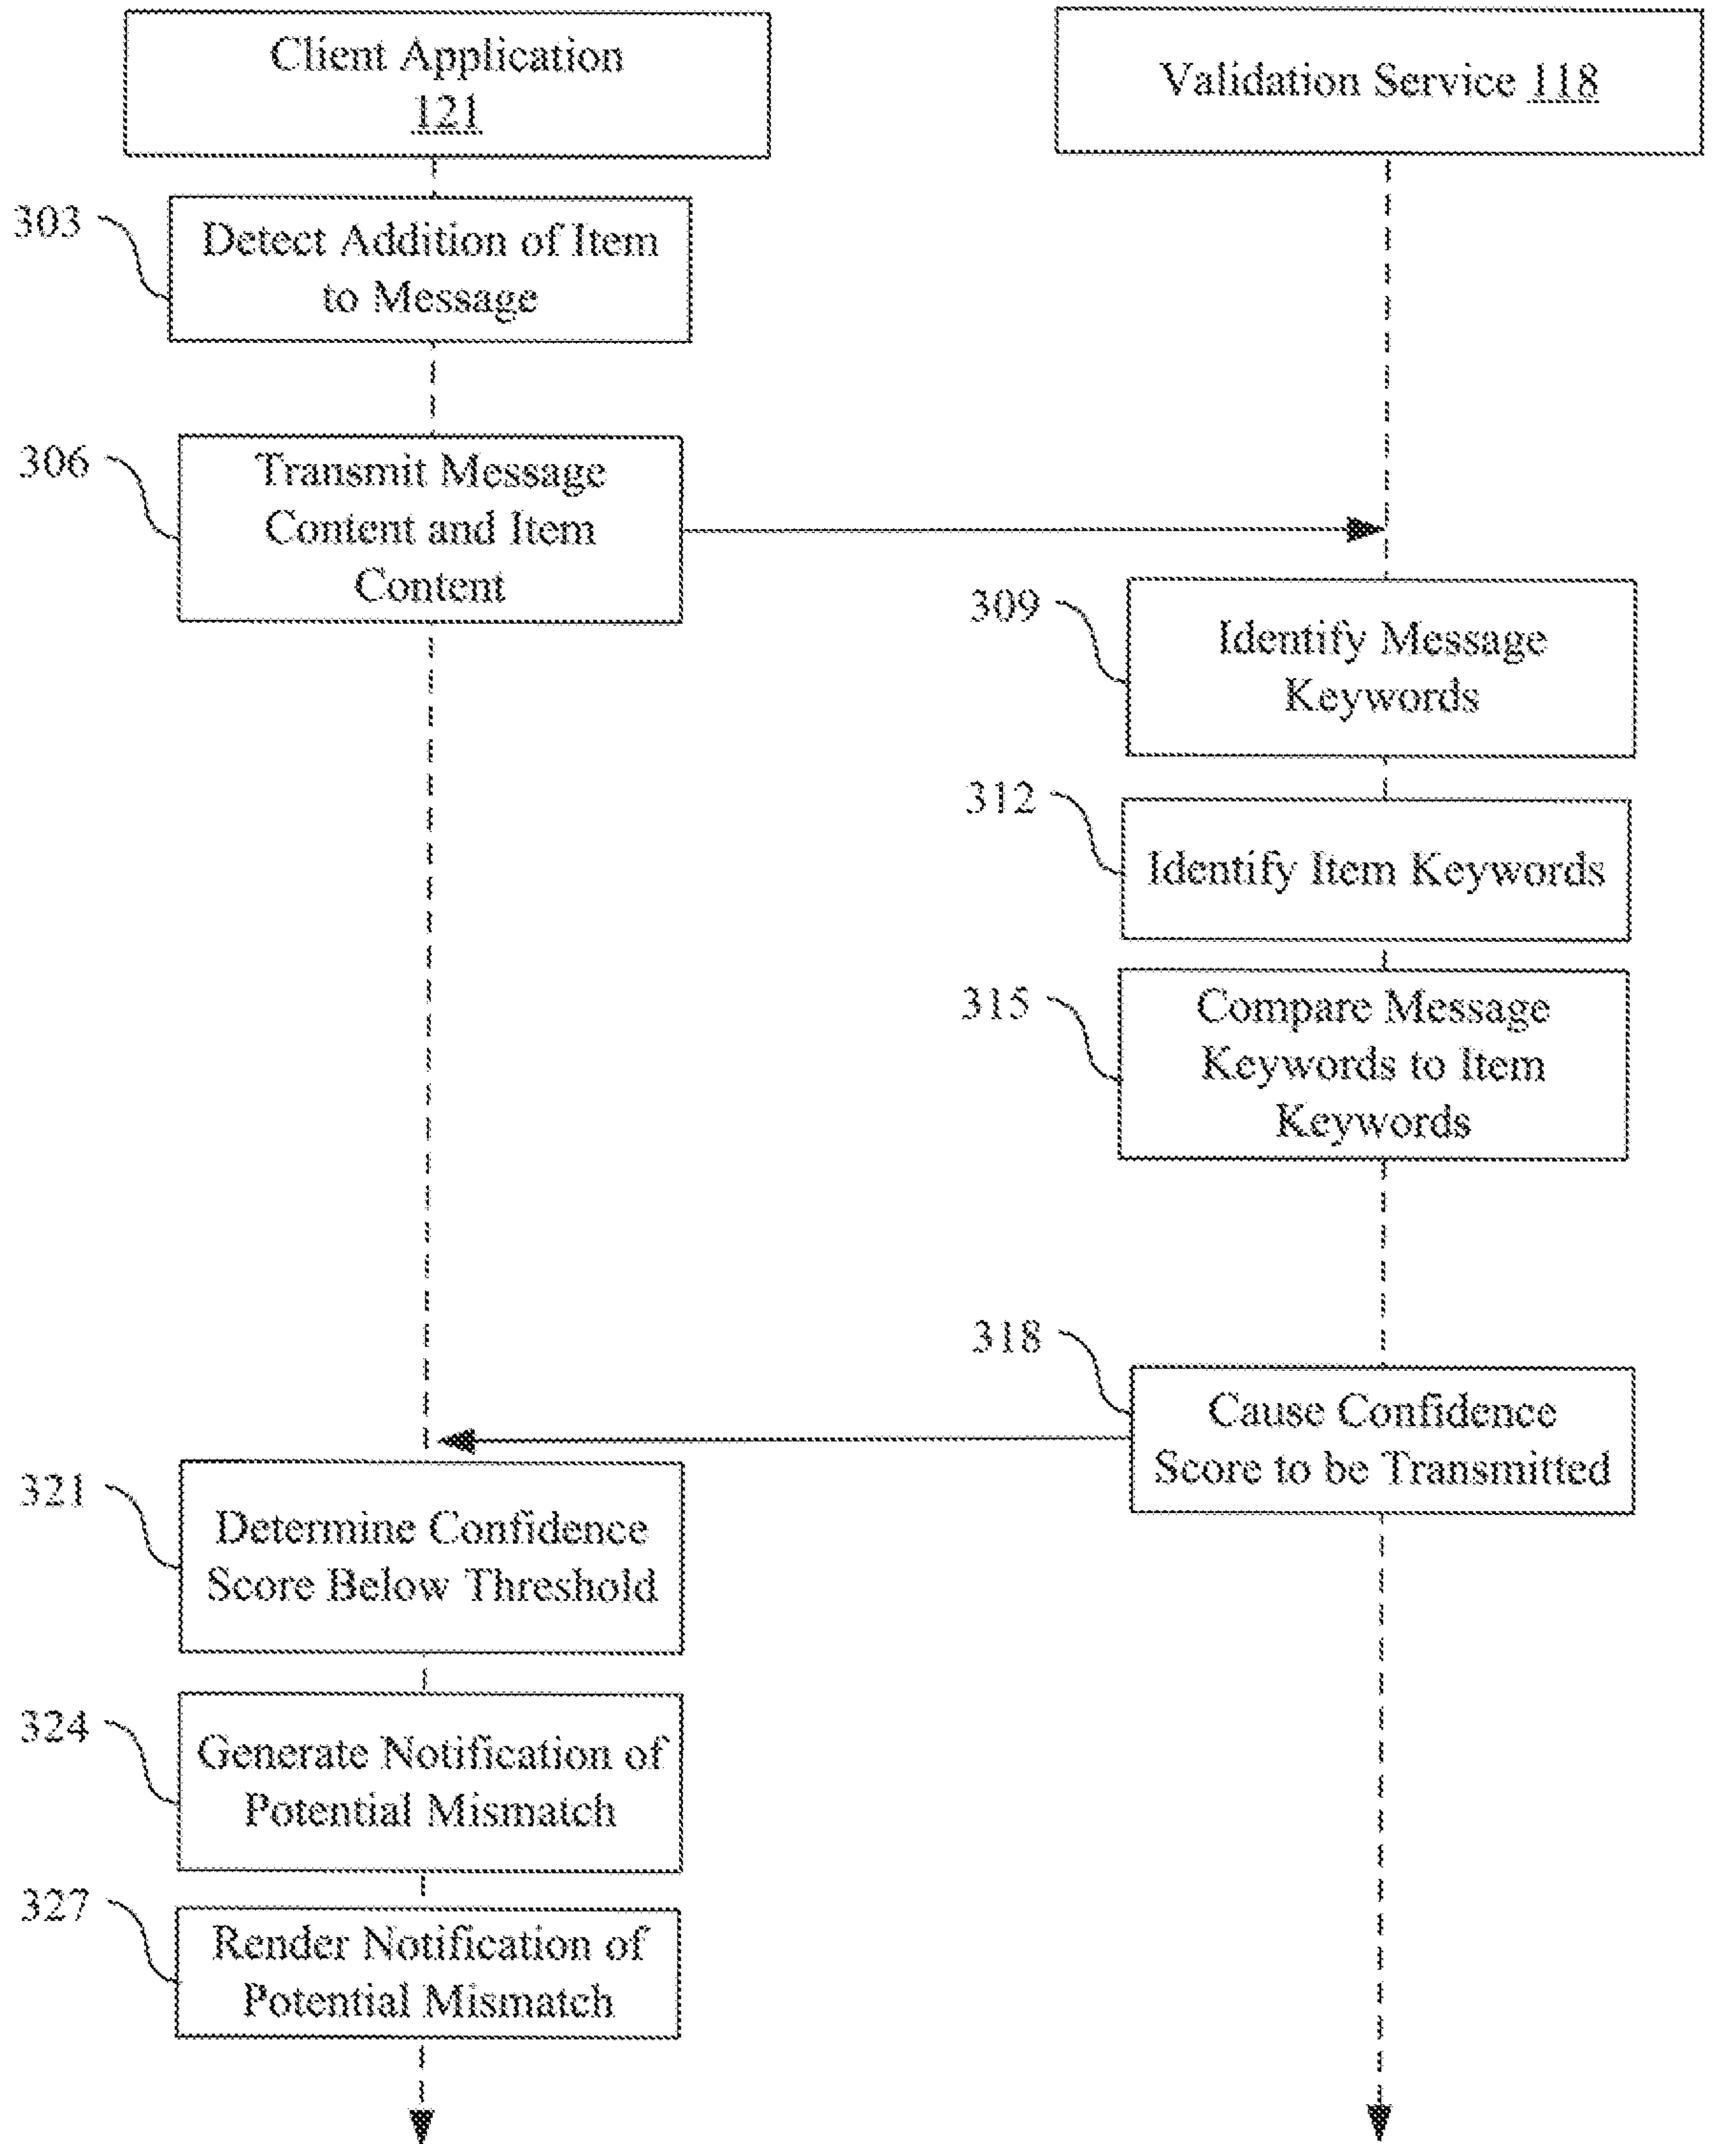 Client Application
121
Validation Service 118
303
Detect Addition of Item
to Message
306
Transmit Message
Content and Item
Content
309
Identify Message
Keywords
312
Identify Item Keywords
315
Compare Message
Keywords to Item
Keywords
318
Cause Confidence
Score to be Transmitted
321
Determine Confidence
Score Below Threshold
324
Generate Notification of
Potential Mismatch
327
Render Notification of
Potential Mismatch